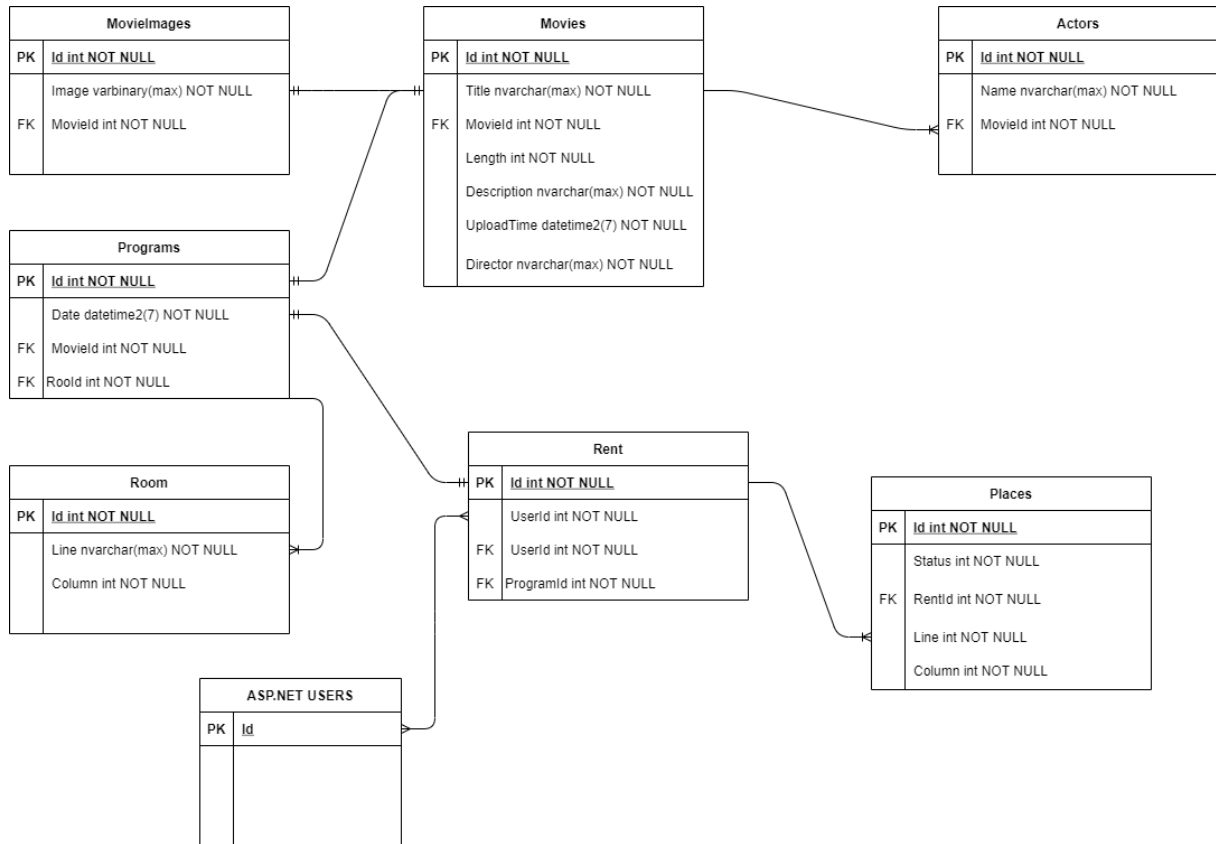 MovieImages
PK Id int NOT NULL
Image varbinary(max) NOT NULL
FK MovieId int NOT NULL
Movies
PK Id int NOT NULL
Title nvarchar(max) NOT NULL
FK MovieId int NOT NULL
Length int NOT NULL
Description nvarchar(max) NOT NULL
UploadTime datetime2(7) NOT NULL
Director nvarchar(max) NOT NULL
Actors
PK Id int NOT NULL
Name nvarchar(max) NOT NULL
FK MovieId int NOT NULL
Programs
PK Id int NOT NULL
Date datetime2(7) NOT NULL
FK MovieId int NOT NULL
FK RooId int NOT NULL
Room
PK Id int NOT NULL
Line nvarchar(max) NOT NULL
Column int NOT NULL
Rent
PK Id int NOT NULL
UserId int NOT NULL
FK UserId int NOT NULL
FK ProgramId int NOT NULL
Places
PK Id int NOT NULL
Status int NOT NULL
FK RentId int NOT NULL
Line int NOT NULL
Column int NOT NULL
ASP.NET USERS
PK Id